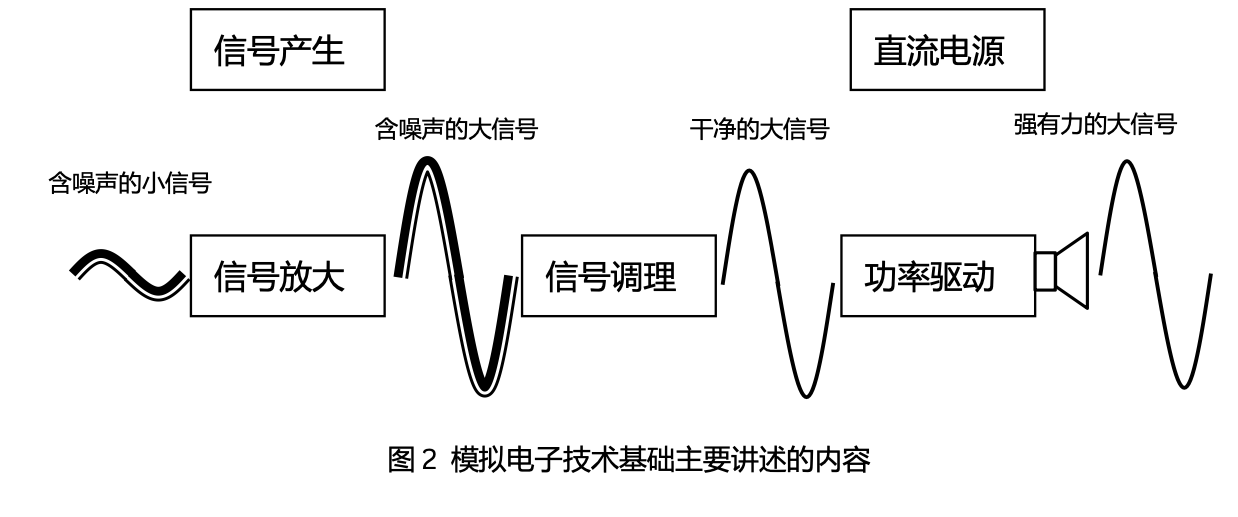 信号产生
直流电源
含噪声的大信号
干净的大信号
强有力的大信号
含噪声的小信号
信号放大
信号调理
功率驱动
图 2 模拟电子技术基础主要讲述的内容